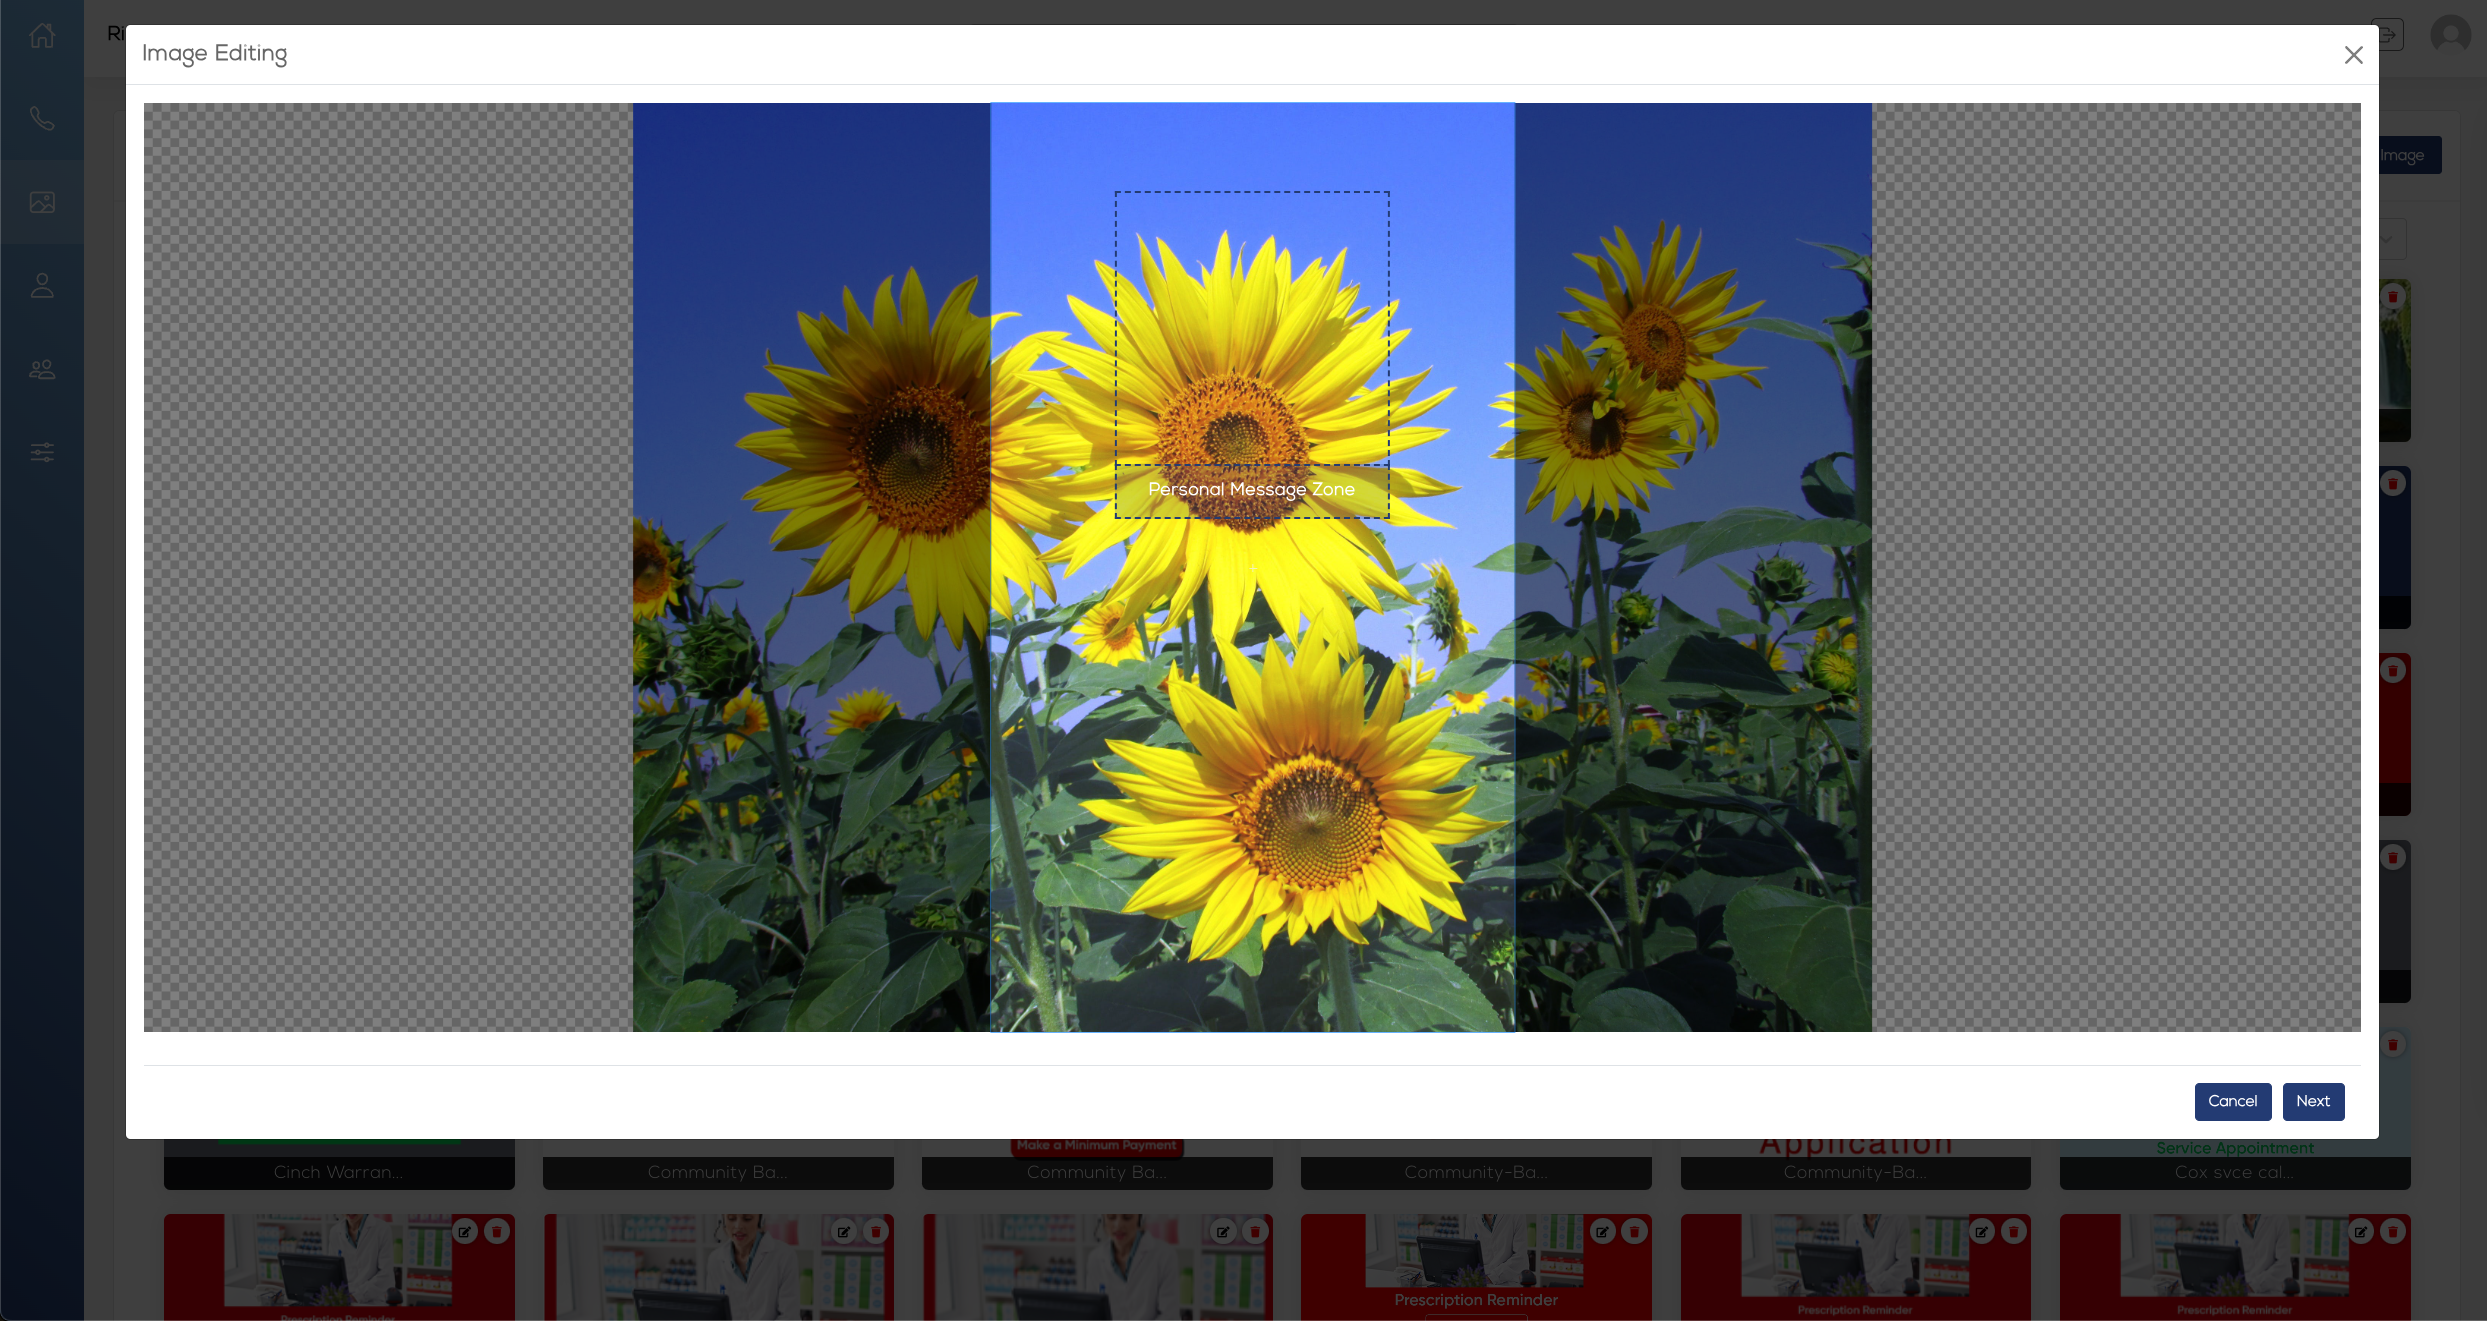 Ri
Image Editing
Image
Personal Message Zone
Cancel
Next
Make a Minimum Payment
Application
Service Appointment
Cinch Warran...
Community Ba...
Community Ba...
Community-Ba...
Community-Ba...
Cox svce cal...
Prescription Reminder
Prescription Reminder
Prescription Reminder
Prescription Reminder